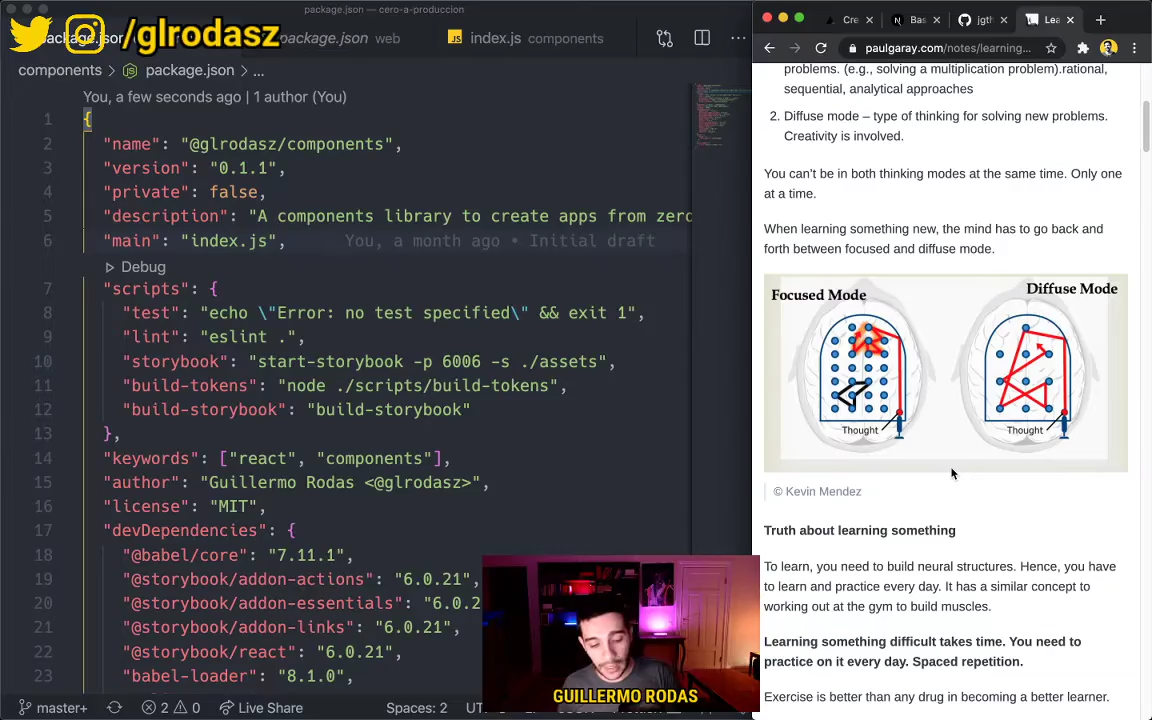 package.json — cero-a-produccion
/glrodasz
package.json web
index.js components
components > package.json > ...
You, a few seconds ago | 1 author (You)
1 {
2 "name": "@glrodasz/components",
3 "version": "0.1.1",
4 "private": false,
5 "description": "A components library to create apps from zero
6 "main": "index.js", You, a month ago • Initial draft
Debug
7 "scripts": {
8 "test": "echo \"Error: no test specified\" && exit 1",
9 "lint": "eslint .",
10 "storybook": "start-storybook -p 6006 -s ./assets",
11 "build-tokens": "node ./scripts/build-tokens",
12 "build-storybook": "build-storybook"
13 },
14 "keywords": ["react", "components"],
15 "author": "Guillermo Rodas <@glrodasz>",
16 "license": "MIT",
17 "devDependencies": {
18 "@babel/core": "7.11.1",
19 "@storybook/addon-actions": "6.0.21",
20 "@storybook/addon-essentials": "6.0.2
21 "@storybook/addon-links": "6.0.21",
22 "@storybook/react": "6.0.21",
23 "babel-loader": "8.1.0",
master+ 2 0 Live Share Spaces: 2
GUILLERMO RODAS
Cre Bas jgth Lea
paulgaray.com/notes/learning...
problems. (e.g., solving a multiplication problem).rational,
sequential, analytical approaches
2. Diffuse mode – type of thinking for solving new problems.
Creativity is involved.
You can’t be in both thinking modes at the same time. Only one
at a time.
When learning something new, the mind has to go back and
forth between focused and diffuse mode.
Focused Mode
Diffuse Mode
Thought
Thought
© Kevin Mendez
Truth about learning something
To learn, you need to build neural structures. Hence, you have
to learn and practice every day. It has a similar concept to
working out at the gym to build muscles.
Learning something difficult takes time. You need to
practice on it every day. Spaced repetition.
Exercise is better than any drug in becoming a better learner.